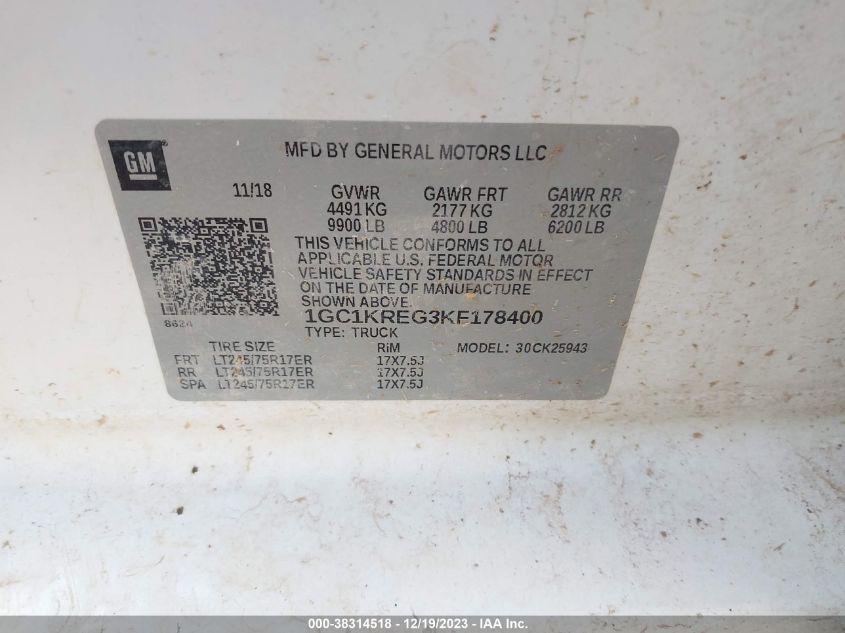 GM
MFD BY GENERAL MOTORS LLC
11/18 GVWR GAWR FRT GAWR RR
4491 KG 2177 KG 2812 KG
9900 LB 4800 LB 6200 LB
THIS VEHICLE CONFORMS TO ALL
APPLICABLE U.S. FEDERAL MOTOR
VEHICLE SAFETY STANDARDS IN EFFECT
ON THE DATE OF MANUFACTURE
SHOWN ABOVE.
8624
1GC1KREG3KF178400
TYPE: TRUCK
TIRE SIZE RIM MODEL: 30CK25943
FRT LT245/75R17ER 17X7.5J
RR LT245/75R17ER 17X7.5J
SPA LT245/75R17ER 17X7.5J
000-38314518 - 12/19/2023 - IAA Inc.